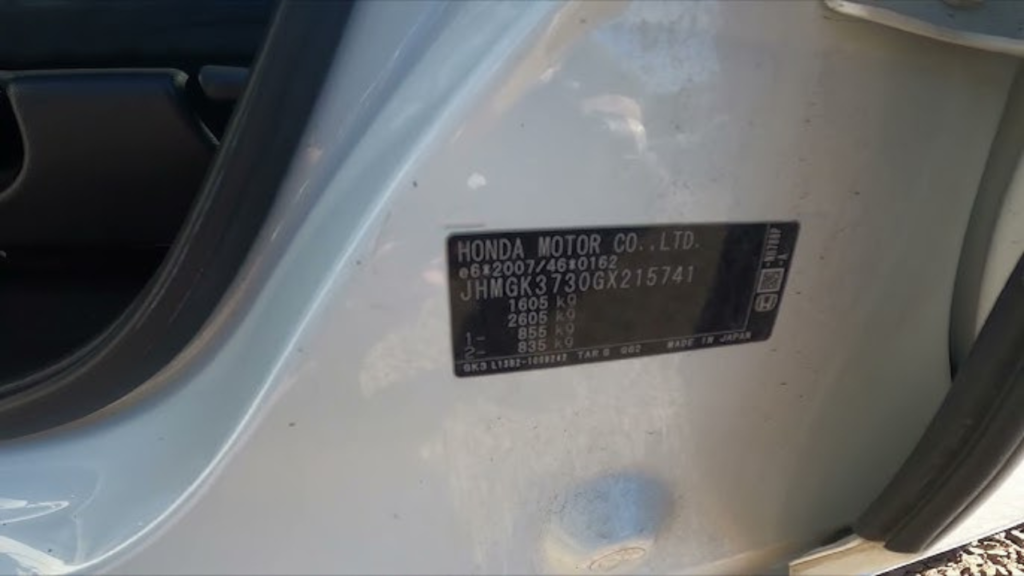 HONDA MOTOR CO.,LTD.
e6*2007/46*0162
JHMGK3730GX215741
1605 KG
2605 KG
1- 855 KG
2- 835 KG
GK3 MADE IN JAPAN